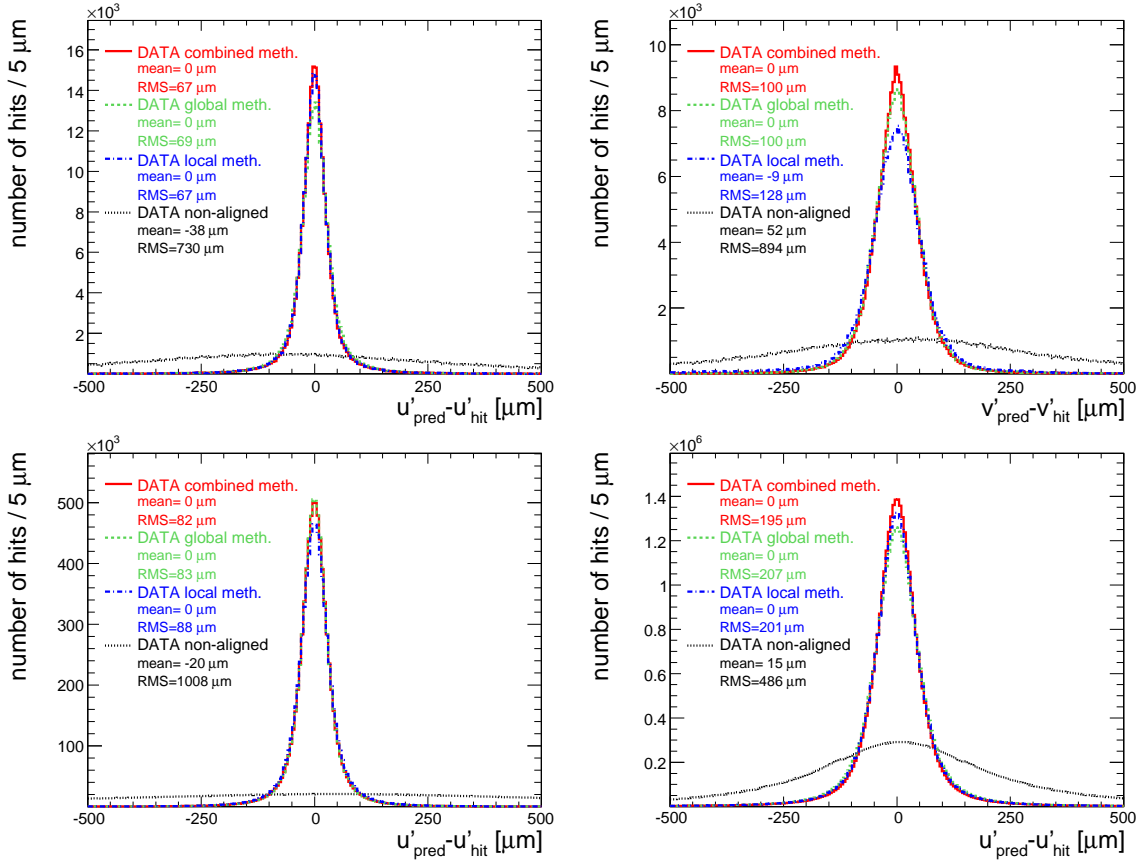 ×10³
number of hits / 5 μm
16
14
12
10
8
6
4
2
DATA combined meth.
mean= 0 μm
RMS=67 μm
DATA global meth.
mean= 0 μm
RMS=69 μm
DATA local meth.
mean= 0 μm
RMS=67 μm
DATA non-aligned
mean= -38 μm
RMS=730 μm
-500 -250 0 250 500
u'pred-u'hit [μm]
×10³
number of hits / 5 μm
10
8
6
4
2
DATA combined meth.
mean= 0 μm
RMS=100 μm
DATA global meth.
mean= 0 μm
RMS=100 μm
DATA local meth.
mean= -9 μm
RMS=128 μm
DATA non-aligned
mean= 52 μm
RMS=894 μm
-500 -250 0 250 500
v'pred-v'hit [μm]
×10³
number of hits / 5 μm
500
400
300
200
100
DATA combined meth.
mean= 0 μm
RMS=82 μm
DATA global meth.
mean= 0 μm
RMS=83 μm
DATA local meth.
mean= 0 μm
RMS=88 μm
DATA non-aligned
mean= -20 μm
RMS=1008 μm
-500 -250 0 250 500
u'pred-u'hit [μm]
×10⁶
number of hits / 5 μm
1.4
1.2
1
0.8
0.6
0.4
0.2
DATA combined meth.
mean= 0 μm
RMS=195 μm
DATA global meth.
mean= 0 μm
RMS=207 μm
DATA local meth.
mean= 0 μm
RMS=201 μm
DATA non-aligned
mean= 15 μm
RMS=486 μm
-500 -250 0 250 500
u'pred-u'hit [μm]